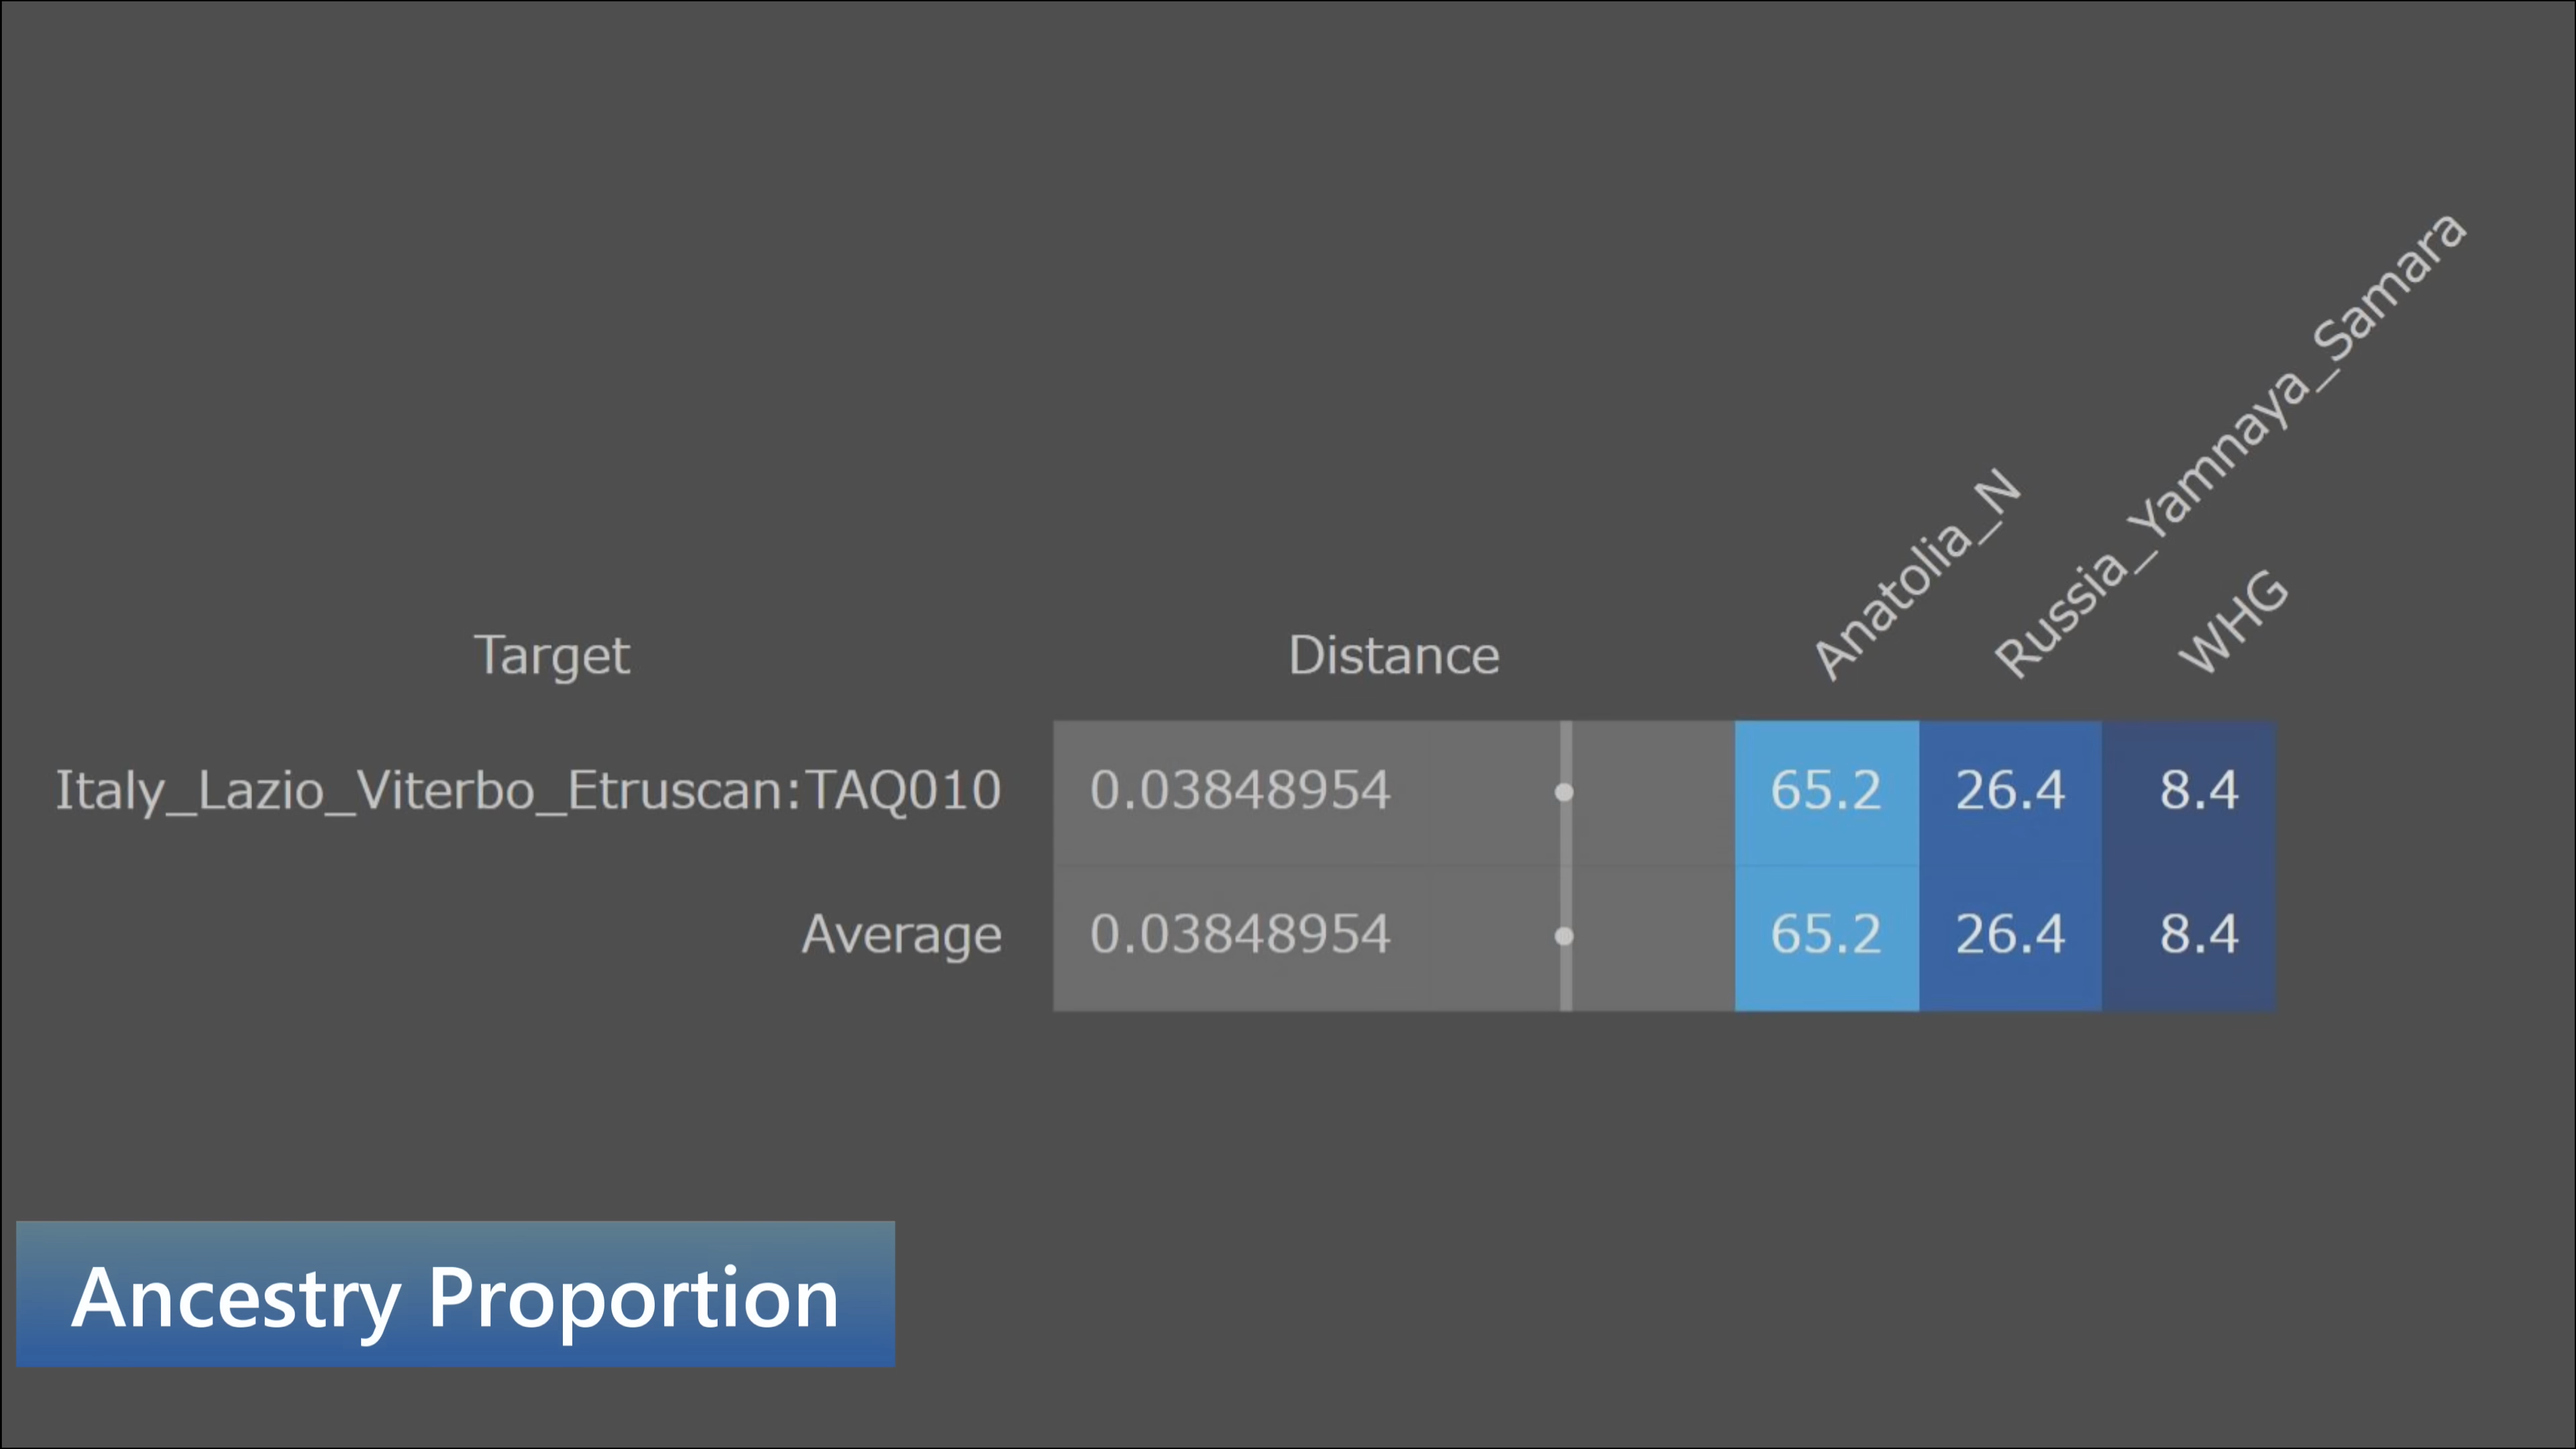 Anatolia_N
Russia_Yamnaya_Samara
WHG
Target
Distance
Italy_Lazio_Viterbo_Etruscan:TAQ010 0.03848954 65.2 26.4 8.4
Average 0.03848954 65.2 26.4 8.4
Ancestry Proportion